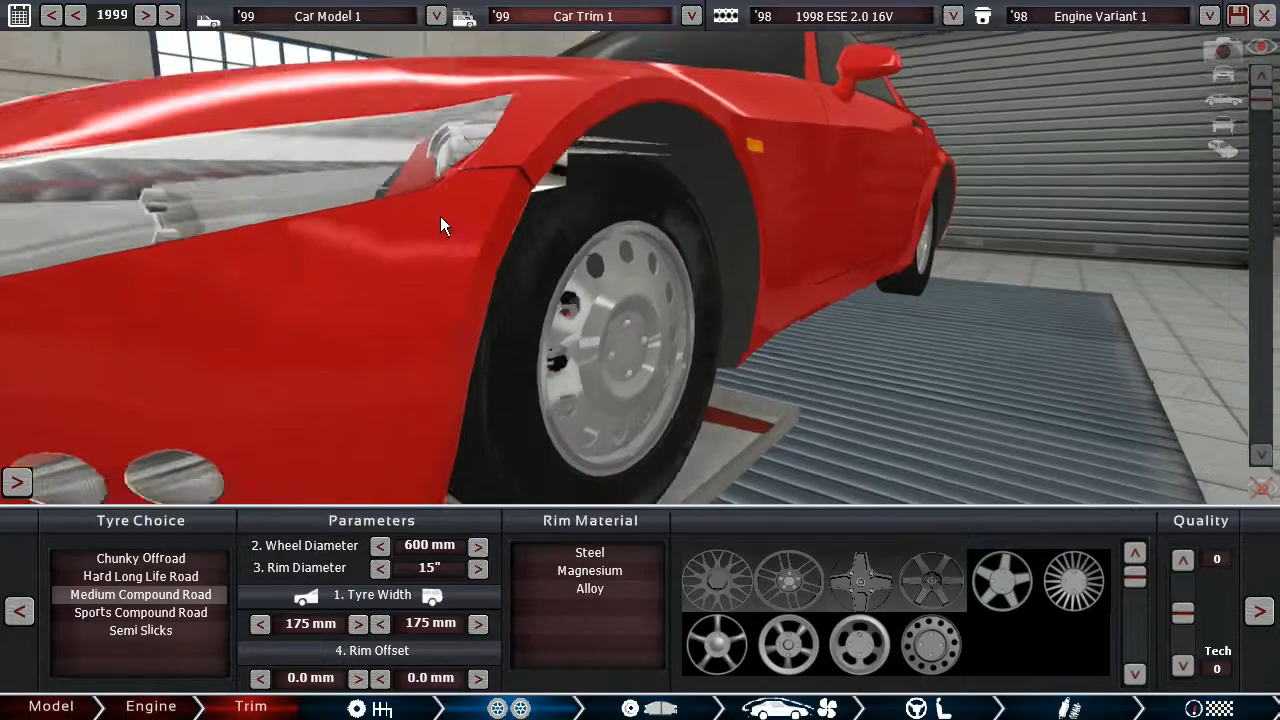 < < 1999 > > '99 Car Model 1 v '99 Car Trim 1 v '98 1998 ESE 2.0 16V v '98 Engine Variant 1 v
Tyre Choice
Chunky Offroad
Hard Long Life Road
Medium Compound Road
Sports Compound Road
Semi Slicks
Parameters
2. Wheel Diameter < 600 mm >
3. Rim Diameter < 15" >
1. Tyre Width
< 175 mm > < 175 mm >
4. Rim Offset
< 0.0 mm > < 0.0 mm >
Rim Material
Steel
Magnesium
Alloy
Quality
0
Tech
0
Model Engine Trim